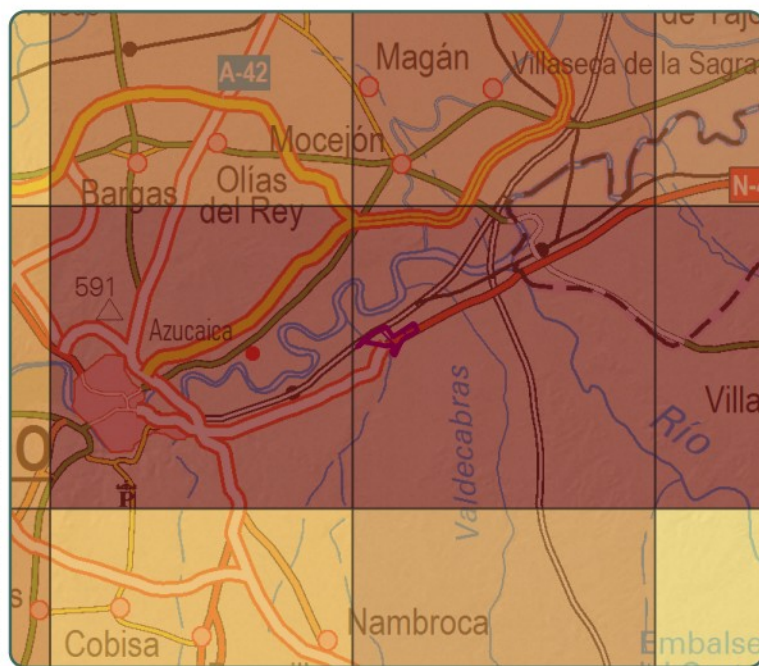 de Tajo
A-42
Magán
Villaseca de la Sagra
Mocejón
Bargas
Olías
del Rey
N-4
591
Azucaica
Valdecabras
Río
Villa
O
P
s
Nambroca
Cobisa
Embalse